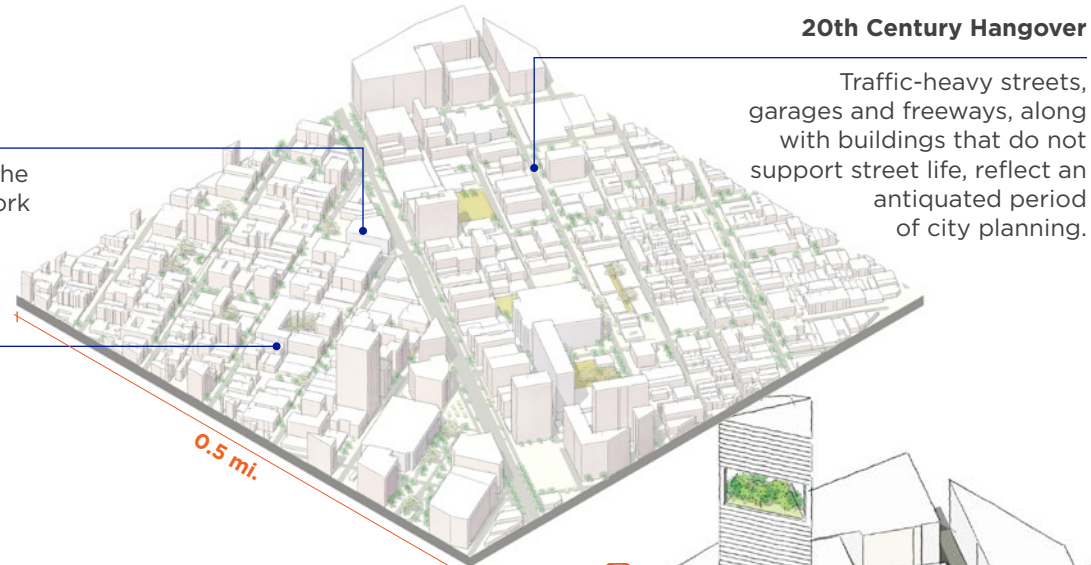 20th Century Hangover
Traffic-heavy streets,
garages and freeways, along
with buildings that do not
support street life, reflect an
antiquated period
of city planning.
he
ork
0.5 mi.